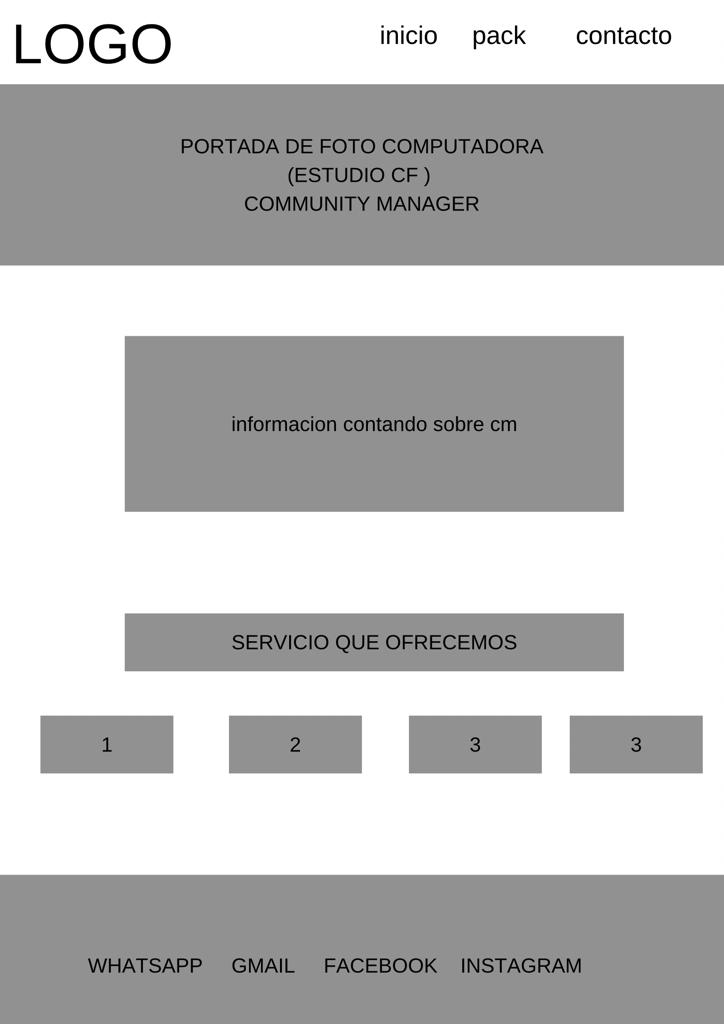 LOGO
inicio pack contacto
PORTADA DE FOTO COMPUTADORA
(ESTUDIO CF )
COMMUNITY MANAGER
informacion contando sobre cm
SERVICIO QUE OFRECEMOS
1 2 3 3
WHATSAPP GMAIL FACEBOOK INSTAGRAM